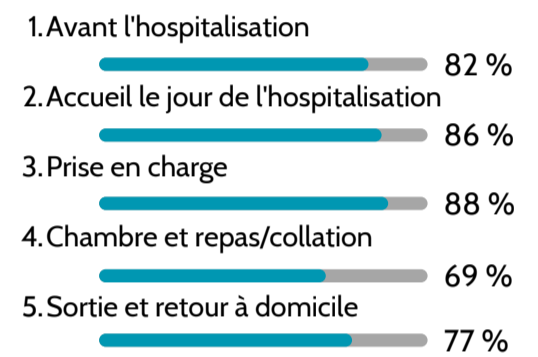 1.Avant l'hospitalisation
82 %
2.Accueil le jour de l'hospitalisation
86 %
3.Prise en charge
88 %
4.Chambre et repas/collation
69 %
5.Sortie et retour à domicile
77 %